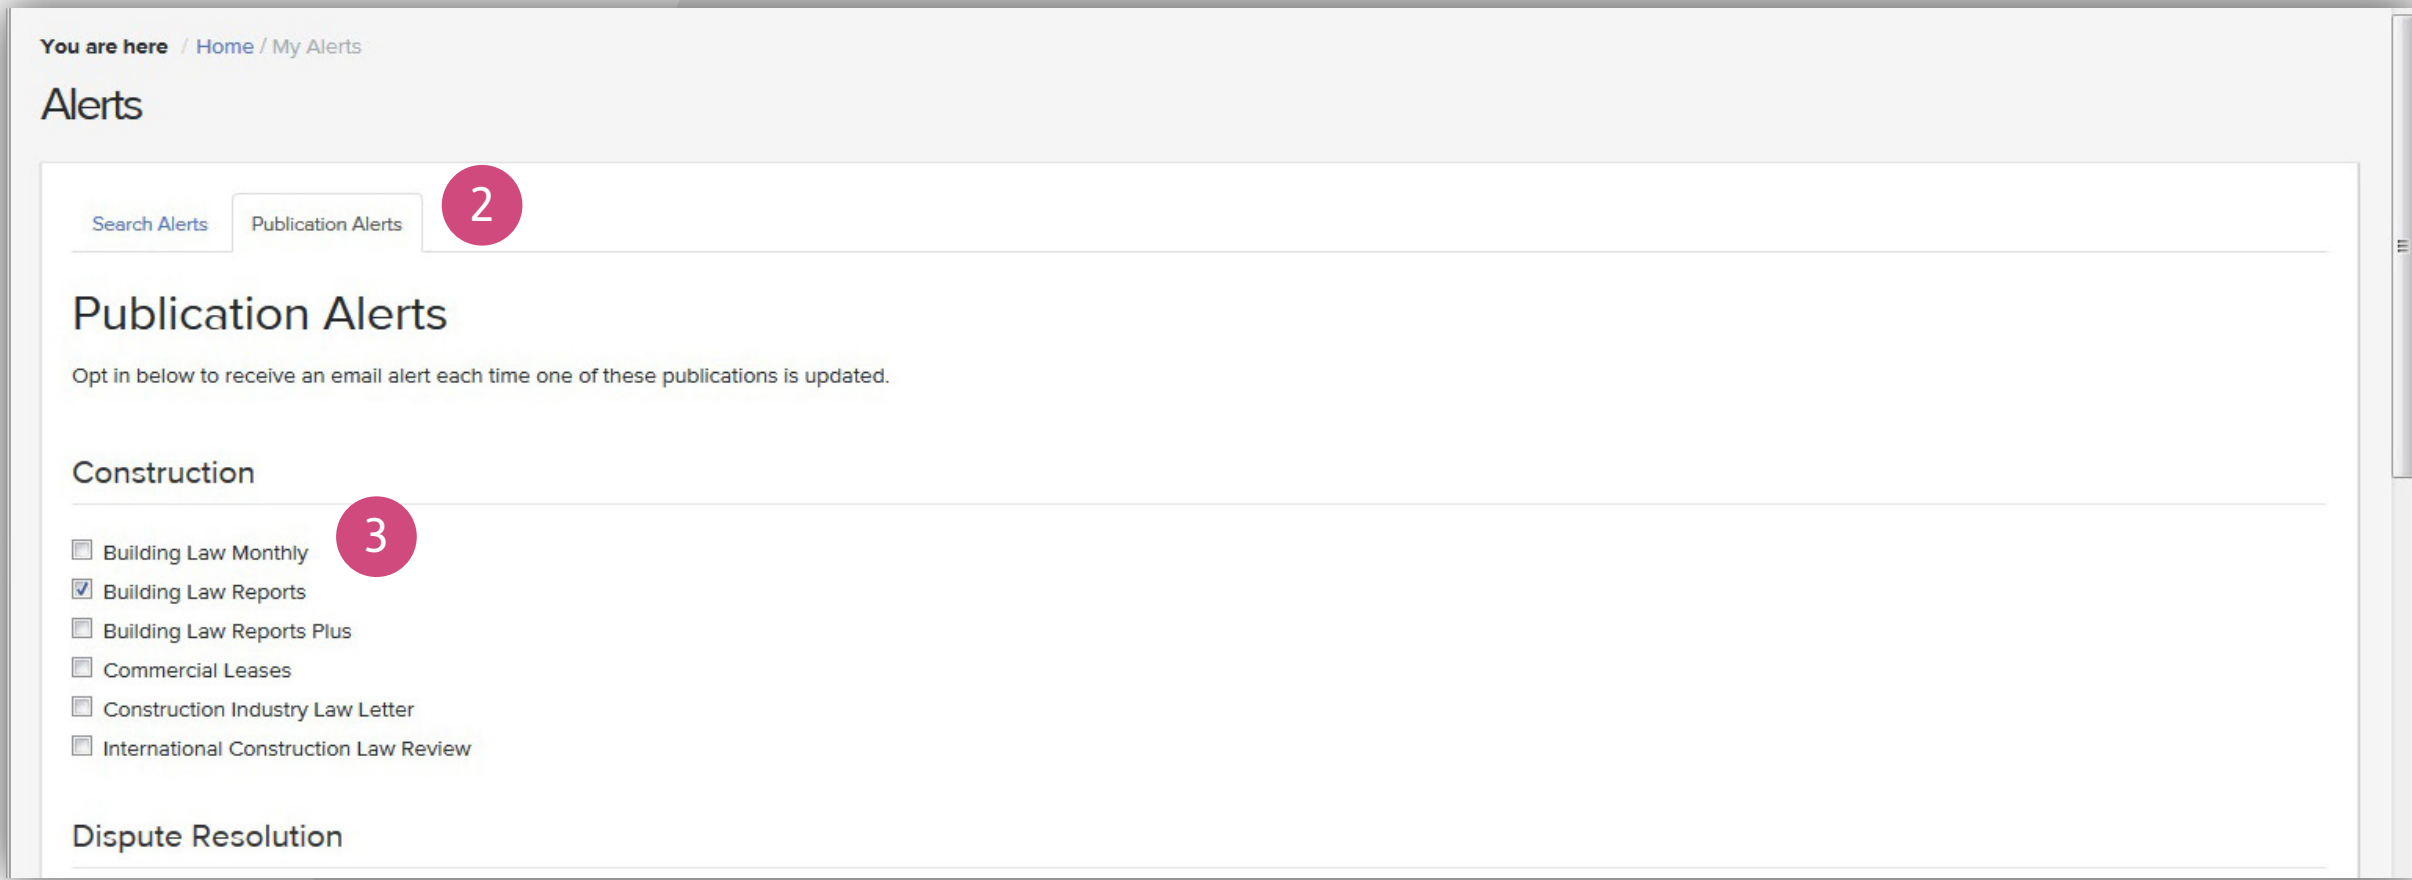 You are here / Home / My Alerts
Alerts
Search Alerts Publication Alerts 2
Publication Alerts
Opt in below to receive an email alert each time one of these publications is updated.
Construction
3
Building Law Monthly
Building Law Reports
Building Law Reports Plus
Commercial Leases
Construction Industry Law Letter
International Construction Law Review
Dispute Resolution